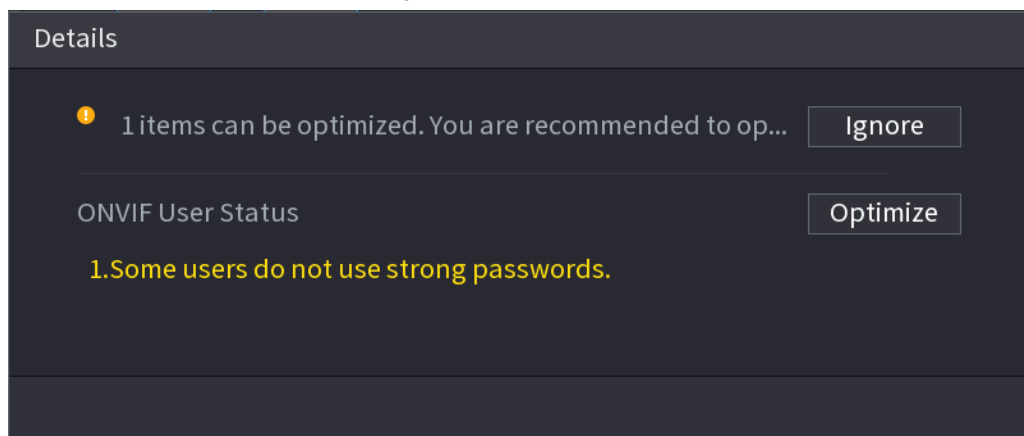 Details
1 items can be optimized. You are recommended to op...
Ignore
ONVIF User Status
Optimize
1.Some users do not use strong passwords.